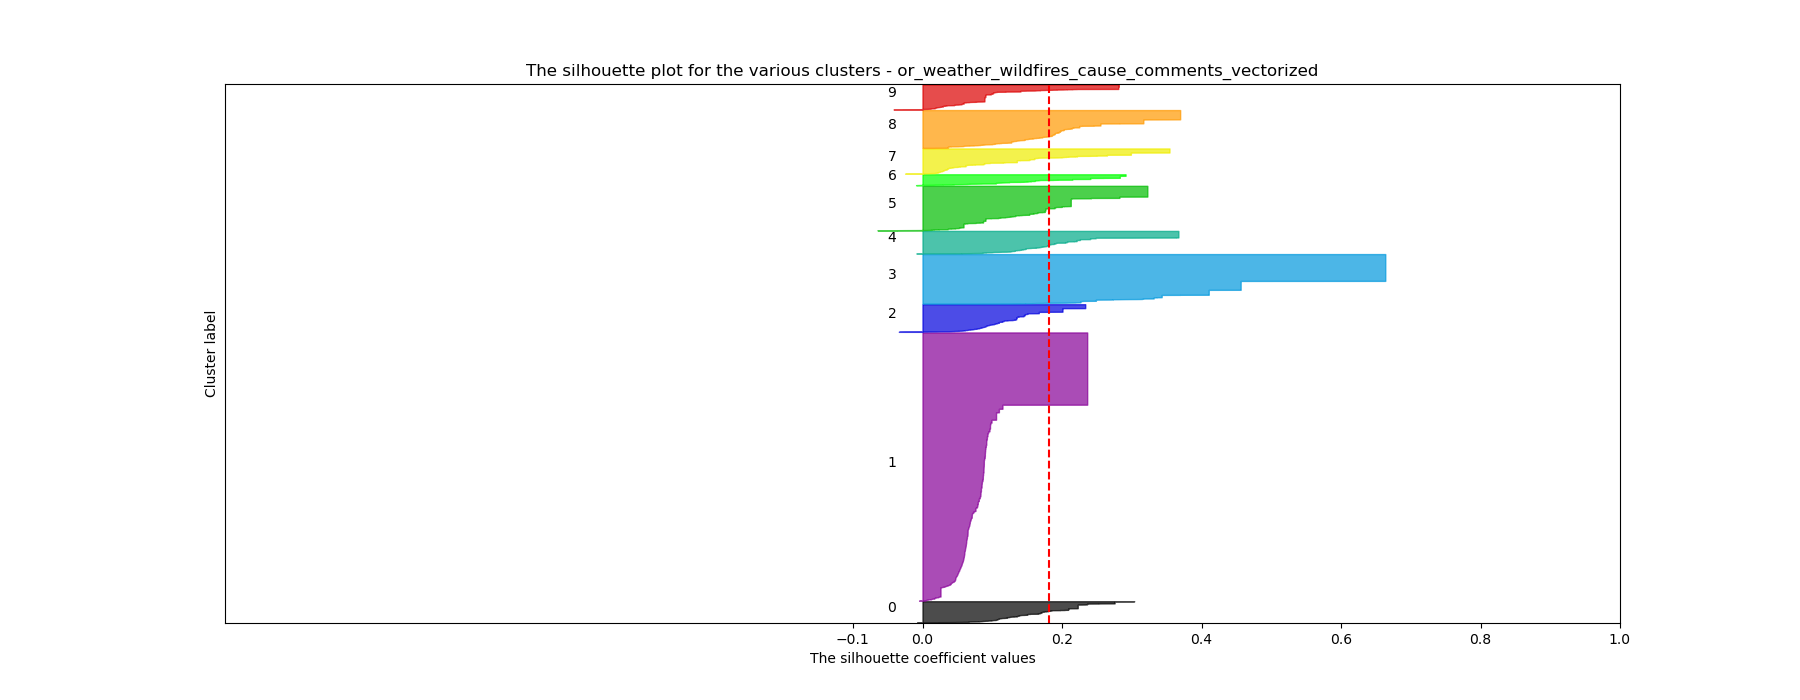 The silhouette plot for the various clusters - or_weather_wildfires_cause_comments_vectorized
9
8
7
6
5
4
3
2
1
0
Cluster label
−0.1 0.0 0.2 0.4 0.6 0.8 1.0
The silhouette coefficient values